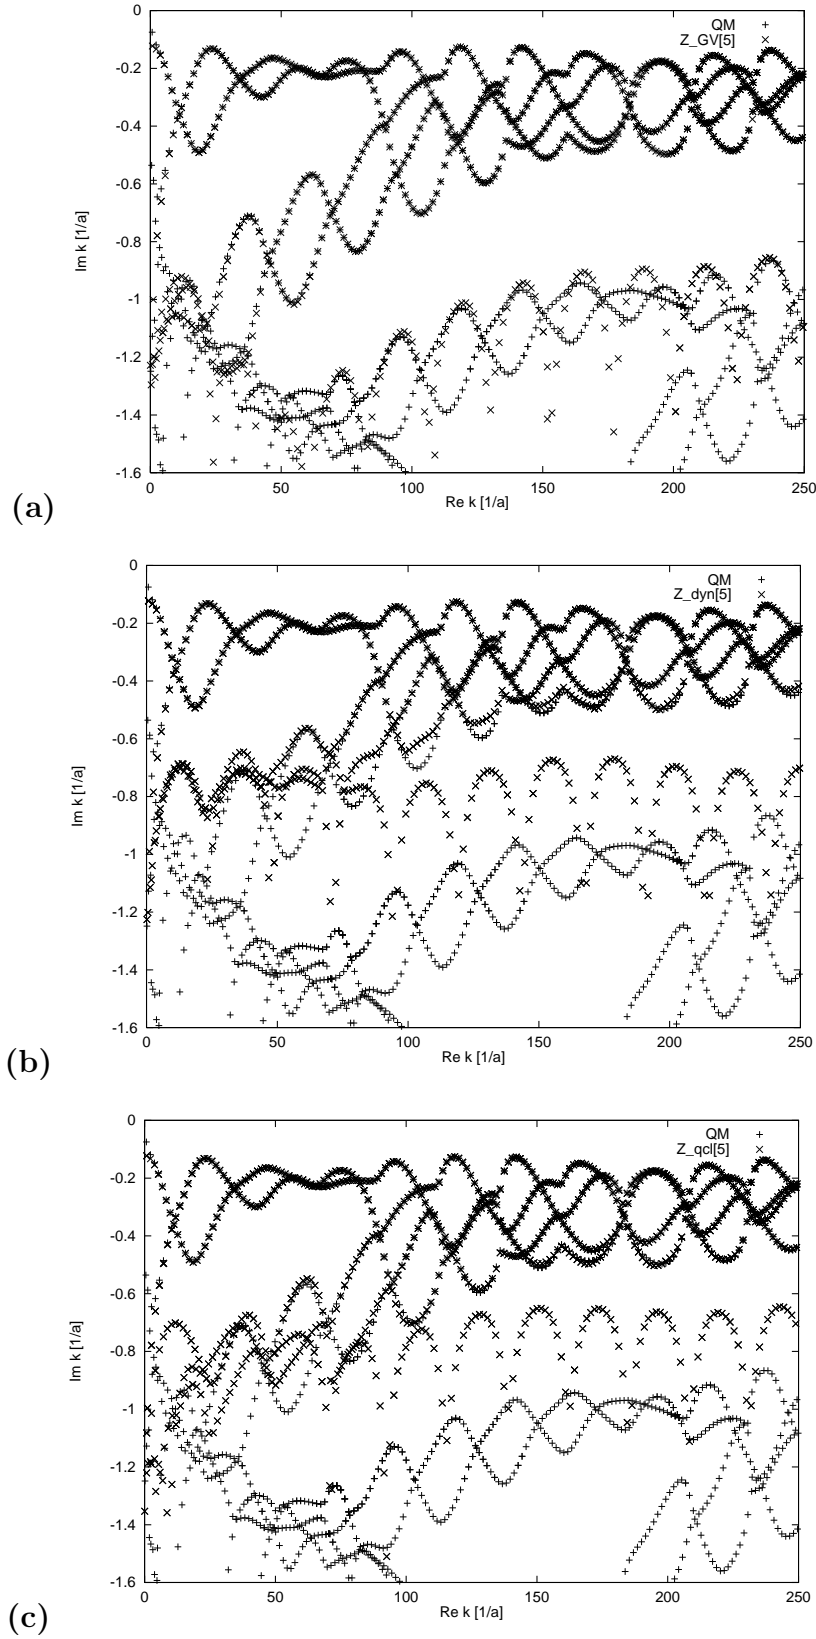 0
-0.2
-0.4
-0.6
-0.8
-1
-1.2
-1.4
-1.6
Im k [1/a]
QM +
Z_GV[5] ×
0 50 100 150 200 250
Re k [1/a]
(a)
0
-0.2
-0.4
-0.6
-0.8
-1
-1.2
-1.4
-1.6
Im k [1/a]
QM +
Z_dyn[5] ×
0 50 100 150 200 250
Re k [1/a]
(b)
0
-0.2
-0.4
-0.6
-0.8
-1
-1.2
-1.4
-1.6
Im k [1/a]
QM +
Z_qcl[5] ×
0 50 100 150 200 250
Re k [1/a]
(c)